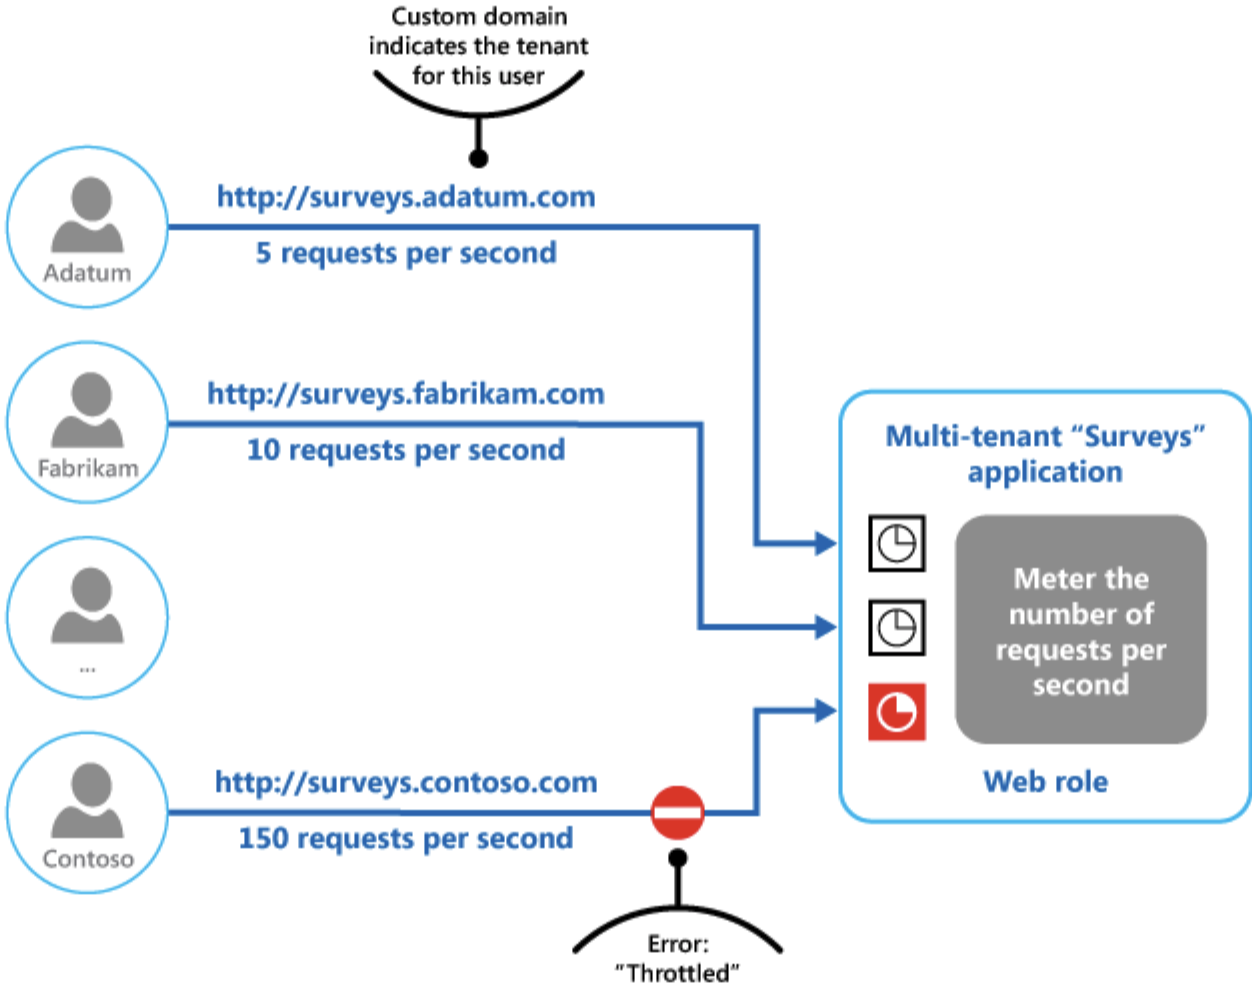 Custom domain
indicates the tenant
for this user
http://surveys.adatum.com
5 requests per second
Adatum
http://surveys.fabrikam.com
10 requests per second
Fabrikam
...
http://surveys.contoso.com
150 requests per second
Contoso
Error:
“Throttled”
Multi-tenant “Surveys”
application
Meter the
number of
requests per
second
Web role